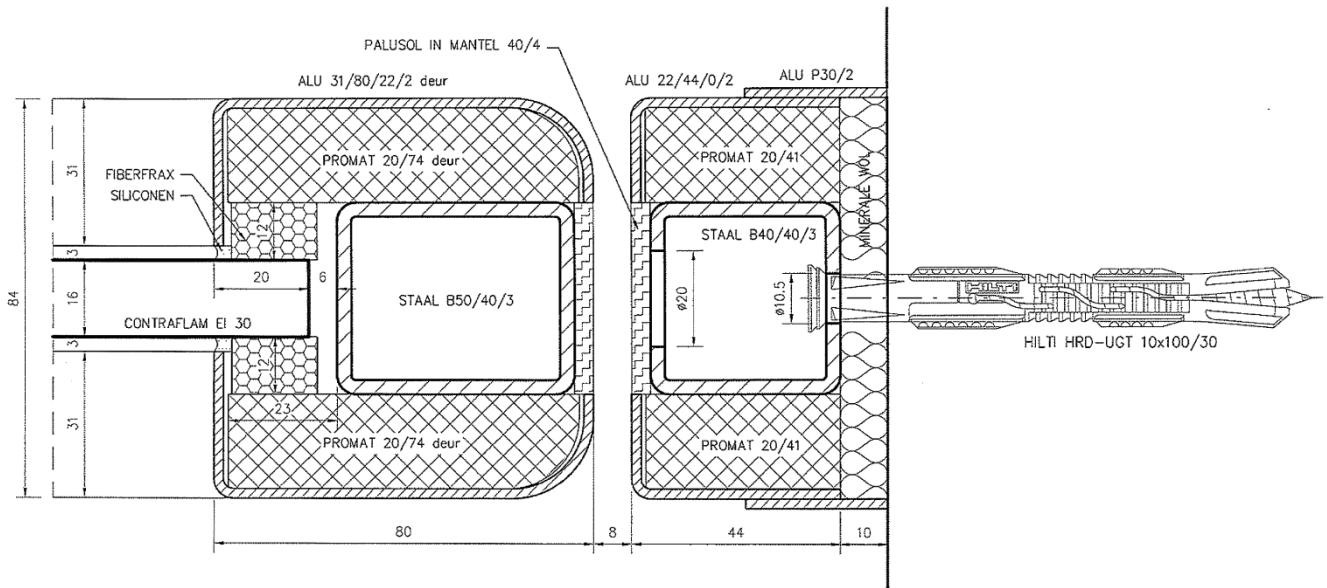 PALUSOL IN MANTEL 40/4
ALU 31/80/22/2 deur
ALU 22/44/0/2
ALU P30/2
PROMAT 20/74 deur
PROMAT 20/41
MINERALE WOL
FIBERFRAX
SILICONEN
31
3
12
84
16
20
6
STAAL B50/40/3
STAAL B40/40/3
ø20
ø10.5
HILTI
CONTRAFLAM EI 30
HILTI HRD-UGT 10x100/30
3
12
31
23
PROMAT 20/74 deur
PROMAT 20/41
80
8
44
10